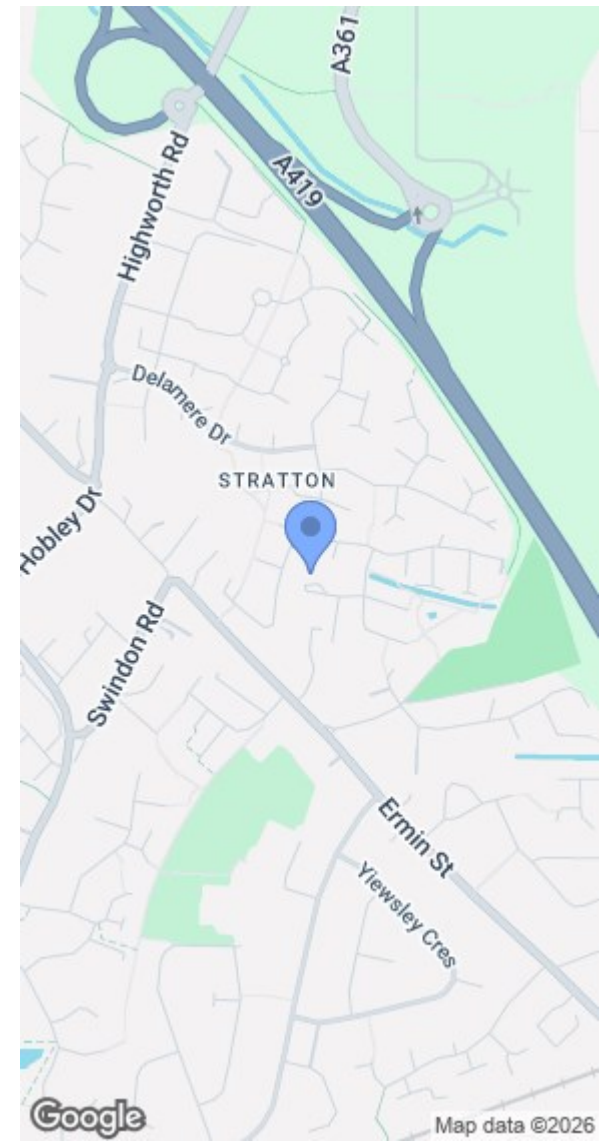 A361
A419
Highworth Rd
Delamere Dr
STRATTON
Hobley Dr
Swindon Rd
Ermin St
Yiewsley Cres
Google
Map data ©2026